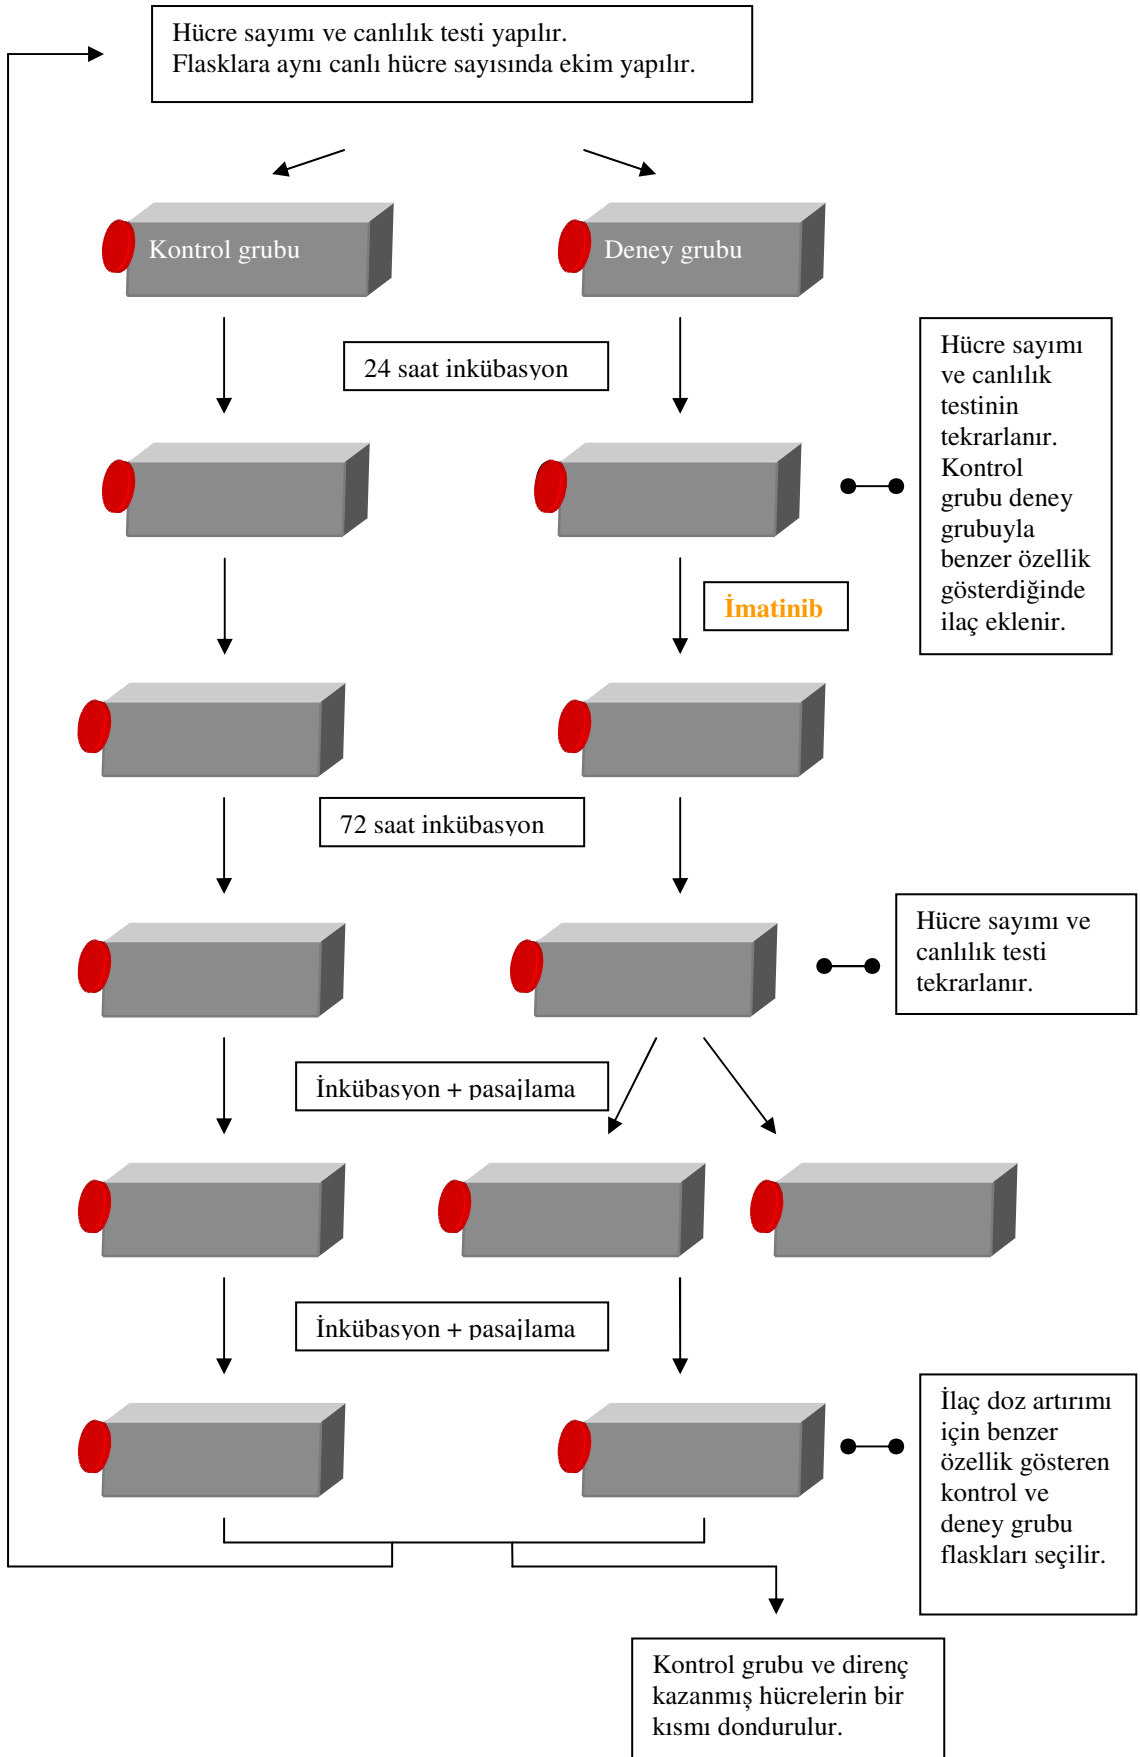 Hücre sayımı ve canlılık testi yapılır.
Flasklara aynı canlı hücre sayısında ekim yapılır.
Kontrol grubu
Deney grubu
24 saat inkübasyon
Hücre sayımı
ve canlılık
testinin
tekrarlanır.
Kontrol
grubu deney
grubuyla
benzer özellik
gösterdiğinde
ilaç eklenir.
İmatinib
72 saat inkübasyon
Hücre sayımı ve
canlılık testi
tekrarlanır.
İnkübasyon + pasajlama
İnkübasyon + pasajlama
İlaç doz artırımı
için benzer
özellik gösteren
kontrol ve
deney grubu
flaskları seçilir.
Kontrol grubu ve direnç
kazanmış hücrelerin bir
kısmı dondurulur.